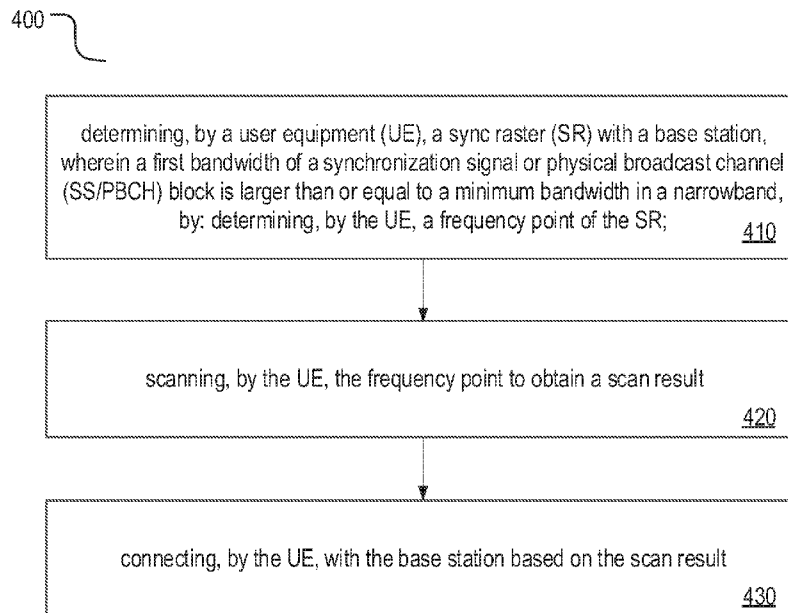 400
determining, by a user equipment (UE), a sync raster (SR) with a base station,
wherein a first bandwidth of a synchronization signal or physical broadcast channel
(SS/PBCH) block is larger than or equal to a minimum bandwidth in a narrowband,
by: determining, by the UE, a frequency point of the SR;
410
scanning, by the UE, the frequency point to obtain a scan result
420
connecting, by the UE, with the base station based on the scan result
430